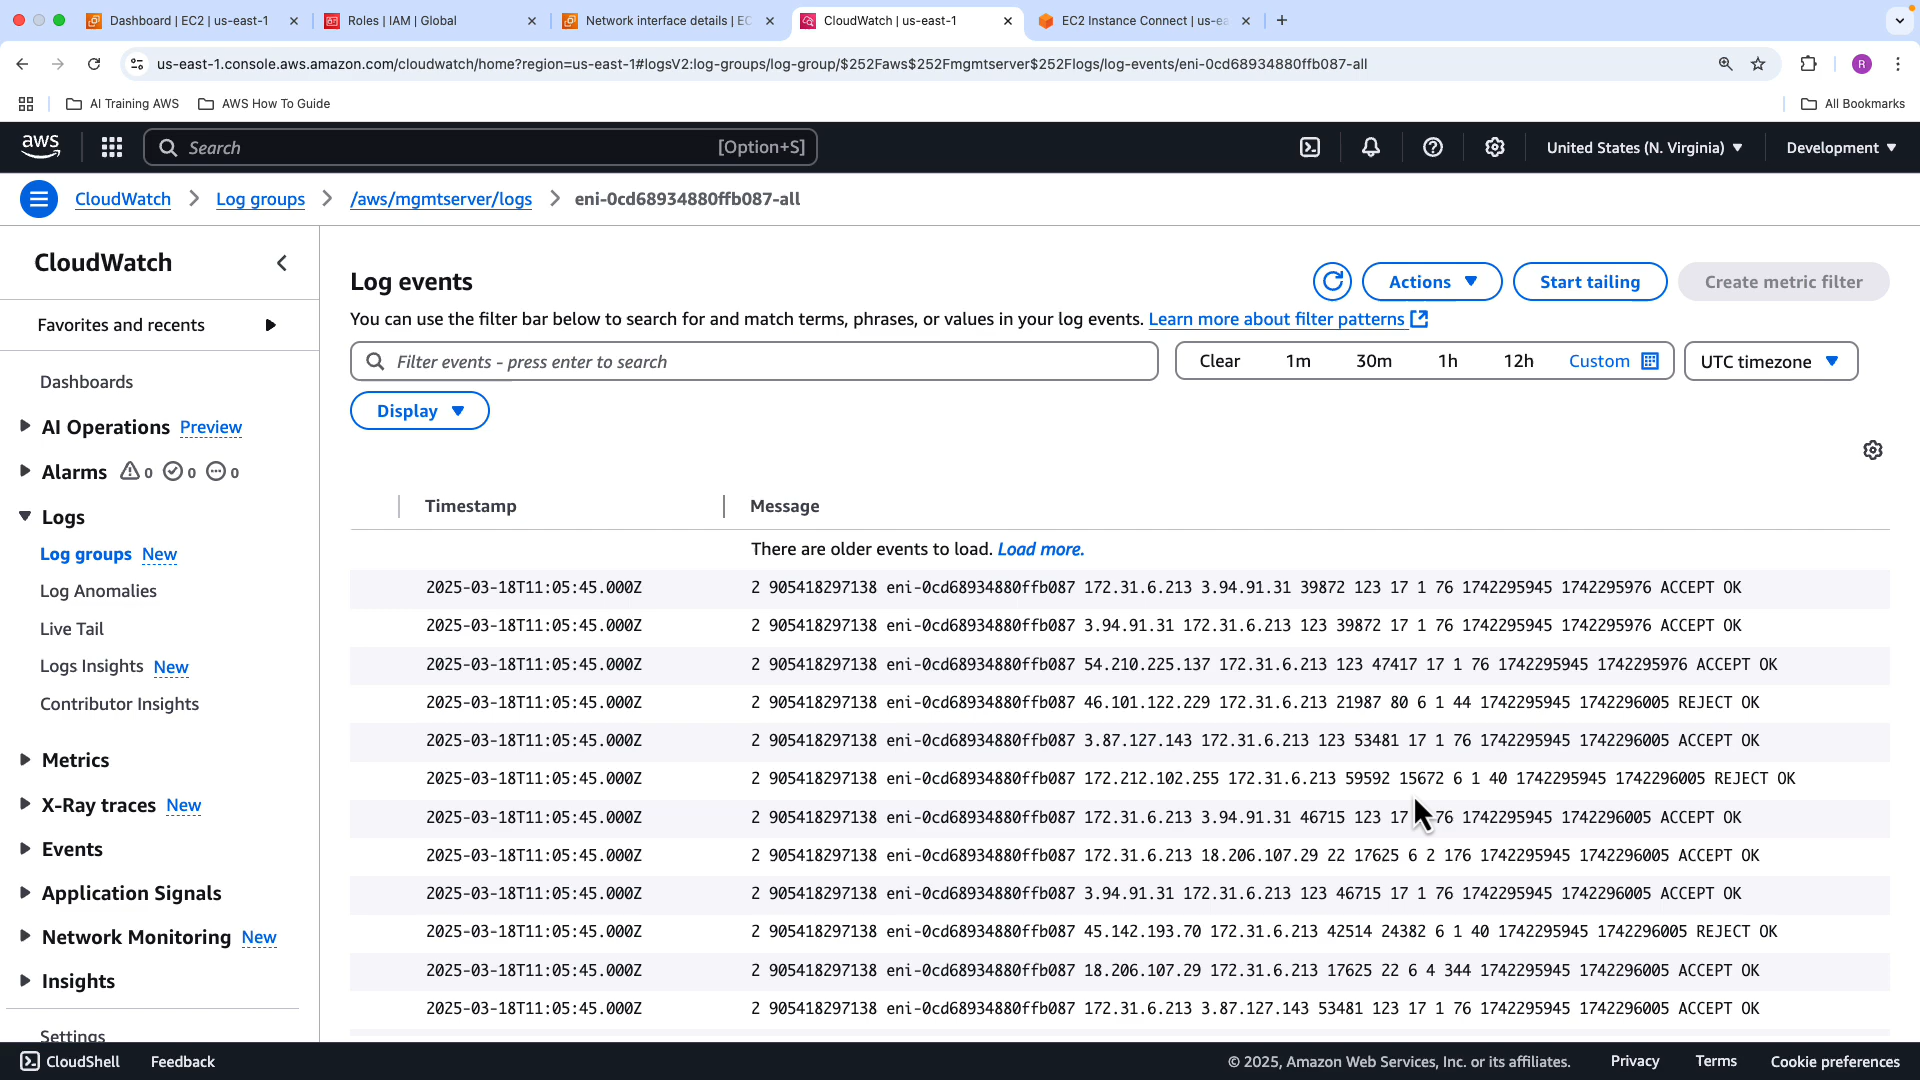 Dashboard | EC2 | us-east-1
Roles | IAM | Global
Network interface details | EC
CloudWatch | us-east-1
EC2 Instance Connect | us-ea
us-east-1.console.aws.amazon.com/cloudwatch/home?region=us-east-1#logsV2:log-groups/log-group/$252Faws$252Fmgmtserver$252Flogs/log-events/eni-0cd68934880ffb087-all
R
AI Training AWS
AWS How To Guide
All Bookmarks
aws
Search
[Option+S]
United States (N. Virginia)
Development
CloudWatch
Log groups
/aws/mgmtserver/logs
eni-0cd68934880ffb087-all
CloudWatch
Favorites and recents
Dashboards
AI Operations Preview
Alarms 0 0 0
Logs
Log groups New
Log Anomalies
Live Tail
Logs Insights New
Contributor Insights
Metrics
X-Ray traces New
Events
Application Signals
Network Monitoring New
Insights
Settings
Log events
Actions
Start tailing
Create metric filter
You can use the filter bar below to search for and match terms, phrases, or values in your log events. Learn more about filter patterns
Filter events - press enter to search
Clear 1m 30m 1h 12h Custom
UTC timezone
Display
Timestamp Message
There are older events to load. Load more.
2025-03-18T11:05:45.000Z 2 905418297138 eni-0cd68934880ffb087 172.31.6.213 3.94.91.31 39872 123 17 1 76 1742295945 1742295976 ACCEPT OK
2025-03-18T11:05:45.000Z 2 905418297138 eni-0cd68934880ffb087 3.94.91.31 172.31.6.213 123 39872 17 1 76 1742295945 1742295976 ACCEPT OK
2025-03-18T11:05:45.000Z 2 905418297138 eni-0cd68934880ffb087 54.210.225.137 172.31.6.213 123 47417 17 1 76 1742295945 1742295976 ACCEPT OK
2025-03-18T11:05:45.000Z 2 905418297138 eni-0cd68934880ffb087 46.101.122.229 172.31.6.213 21987 80 6 1 44 1742295945 1742296005 REJECT OK
2025-03-18T11:05:45.000Z 2 905418297138 eni-0cd68934880ffb087 3.87.127.143 172.31.6.213 123 53481 17 1 76 1742295945 1742296005 ACCEPT OK
2025-03-18T11:05:45.000Z 2 905418297138 eni-0cd68934880ffb087 172.212.102.255 172.31.6.213 59592 15672 6 1 40 1742295945 1742296005 REJECT OK
2025-03-18T11:05:45.000Z 2 905418297138 eni-0cd68934880ffb087 172.31.6.213 3.94.91.31 46715 123 17 76 1742295945 1742296005 ACCEPT OK
2025-03-18T11:05:45.000Z 2 905418297138 eni-0cd68934880ffb087 172.31.6.213 18.206.107.29 22 17625 6 2 176 1742295945 1742296005 ACCEPT OK
2025-03-18T11:05:45.000Z 2 905418297138 eni-0cd68934880ffb087 3.94.91.31 172.31.6.213 123 46715 17 1 76 1742295945 1742296005 ACCEPT OK
2025-03-18T11:05:45.000Z 2 905418297138 eni-0cd68934880ffb087 45.142.193.70 172.31.6.213 42514 24382 6 1 40 1742295945 1742296005 REJECT OK
2025-03-18T11:05:45.000Z 2 905418297138 eni-0cd68934880ffb087 18.206.107.29 172.31.6.213 17625 22 6 4 344 1742295945 1742296005 ACCEPT OK
2025-03-18T11:05:45.000Z 2 905418297138 eni-0cd68934880ffb087 172.31.6.213 3.87.127.143 53481 123 17 1 76 1742295945 1742296005 ACCEPT OK
CloudShell Feedback © 2025, Amazon Web Services, Inc. or its affiliates. Privacy Terms Cookie preferences